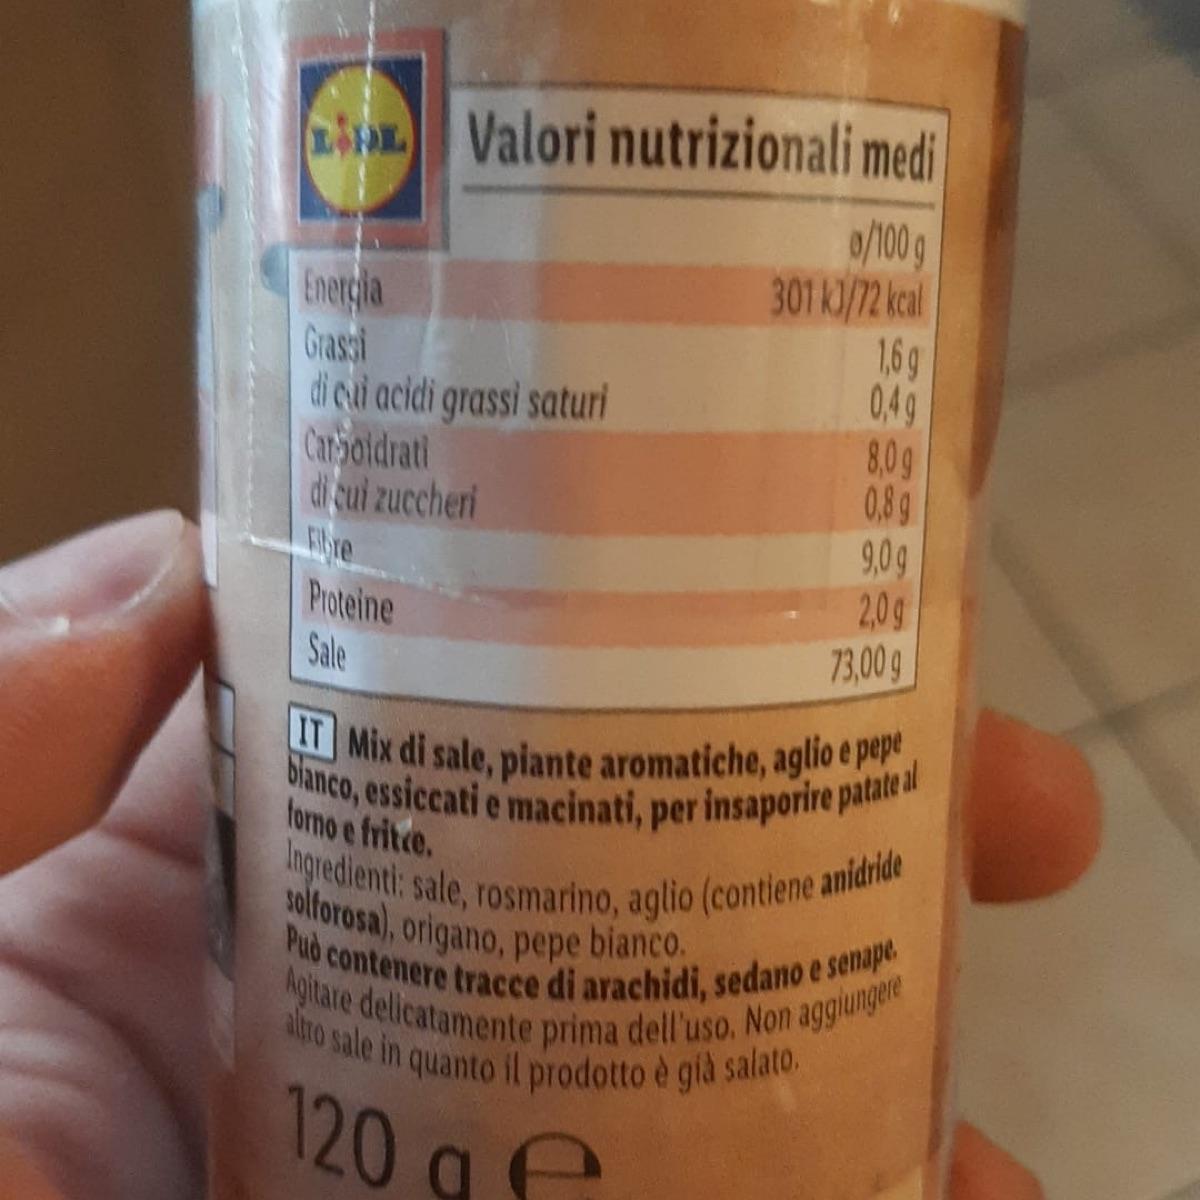 LIDL
Valori nutrizionali medi
ø/100 g
Energia 301 kJ/72 kcal
Grassi 1,6 g
di cui acidi grassi saturi 0,4 g
Carboidrati 8,0 g
di cui zuccheri 0,8 g
Fibre 9,0 g
Proteine 2,0 g
Sale 73,00 g
IT Mix di sale, piante aromatiche, aglio e pepe
bianco, essiccati e macinati, per insaporire patate al
forno e fritte.
Ingredienti: sale, rosmarino, aglio (contiene anidride
solforosa), origano, pepe bianco.
Può contenere tracce di arachidi, sedano e senape.
Agitare delicatamente prima dell'uso. Non aggiungere
altro sale in quanto il prodotto è già salato.
120 g e